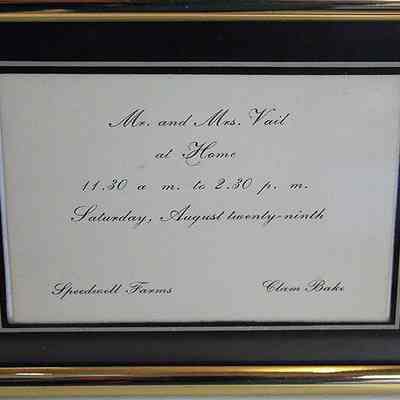 Mr. and Mrs. Vail
at Home
11.30 a m. to 2.30 p. m.
Saturday, August twenty-ninth
Speedwell Farms
Clam Bake